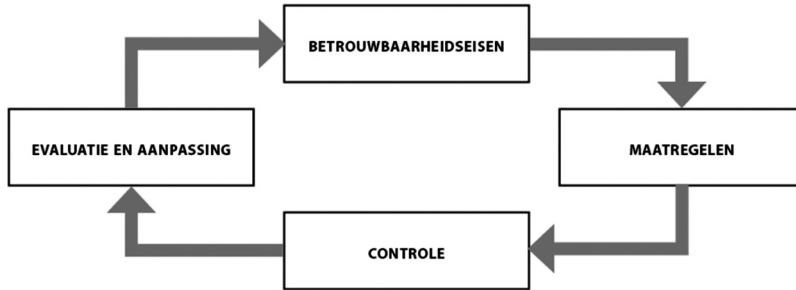 BETROUWBAARHEIDSEISEN
MAATREGELEN
CONTROLE
EVALUATIE EN AANPASSING